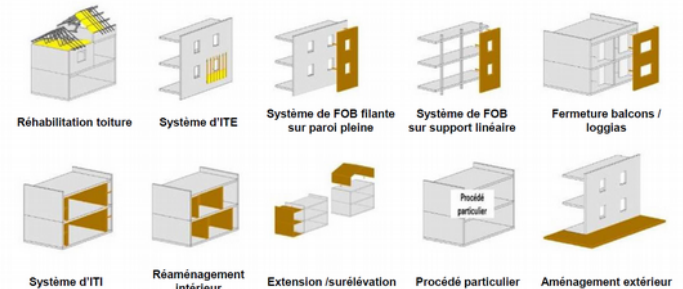 Réhabilitation toiture
Système d'ITE
Système de FOB filante
sur paroi pleine
Système de FOB
sur support linéaire
Fermeture balcons /
loggias
Système d'ITI
Réaménagement
intérieur
Extension /surélévation
Procédé
particulier
Procédé particulier
Aménagement extérieur